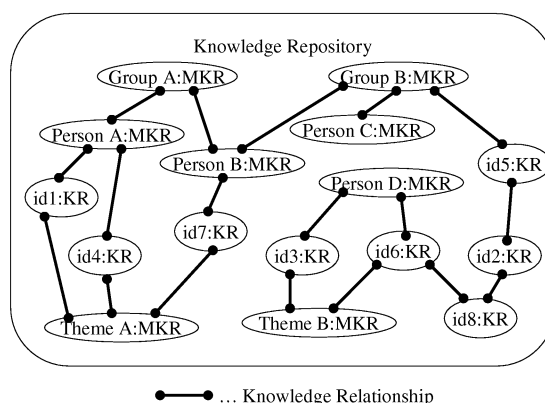 Knowledge Repository
Group A:MKR
Group B:MKR
Person A:MKR
Person C:MKR
Person B:MKR
id5:KR
id1:KR
Person D:MKR
id7:KR
id4:KR
id3:KR
id6:KR
id2:KR
Theme A:MKR
Theme B:MKR
id8:KR
... Knowledge Relationship